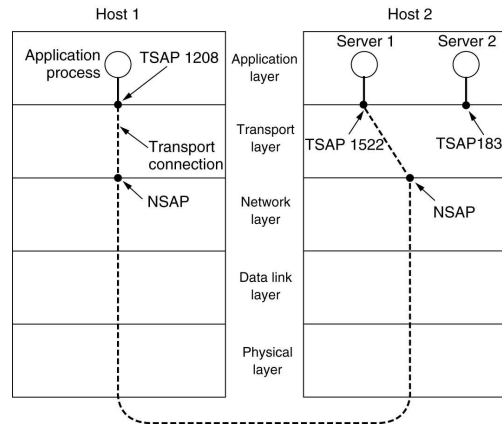 Host 1
Host 2
Application
process
TSAP 1208
Application
layer
Server 1
Server 2
Transport
connection
Transport
layer
TSAP 1522
TSAP183
NSAP
Network
layer
NSAP
Data link
layer
Physical
layer